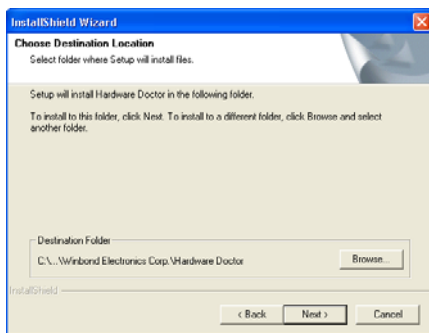 InstallShield Wizard
Choose Destination Location
Select folder where Setup will install files.
Setup will install Hardware Doctor in the following folder.
To install to this folder, click Next. To install to a different folder, click Browse and select
another folder.
Destination Folder
C:\...\Winbond Electronics Corp.\Hardware Doctor
Browse...
InstallShield
< Back
Next >
Cancel